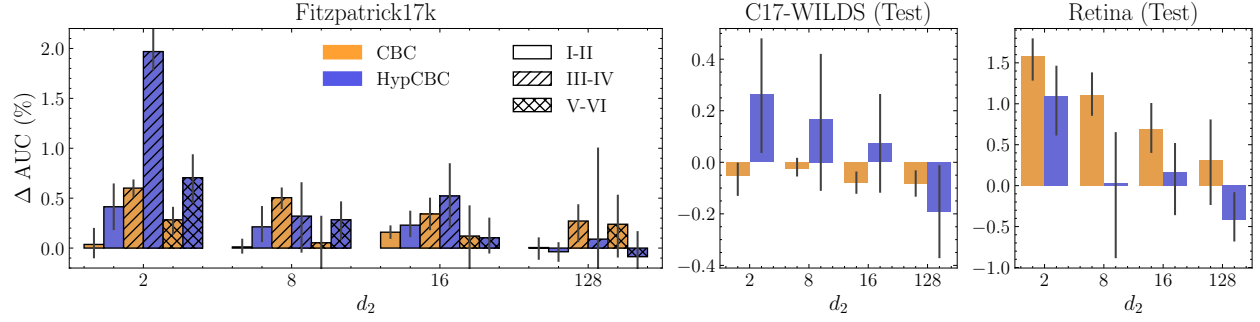 Fitzpatrick17k
C17-WILDS (Test)
Retina (Test)
Δ AUC (%)
2.0
1.5
1.0
0.5
0.0
CBC
HypCBC
I-II
III-IV
V-VI
2
8
16
128
d₂
0.4
0.2
0.0
−0.2
−0.4
2
8
16
128
d₂
1.5
1.0
0.5
0.0
−0.5
−1.0
2
8
16
128
d₂